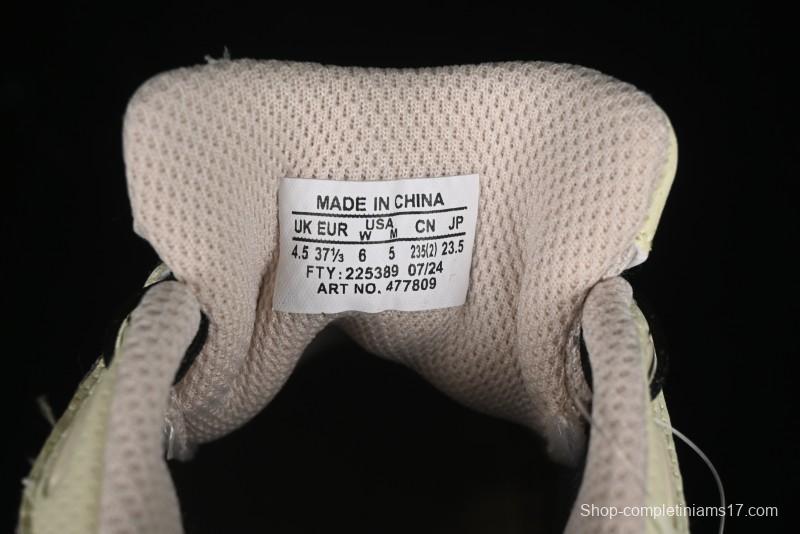 MADE IN CHINA
UK EUR USA CN JP
W M
4.5 37⅓ 6 5 235(2) 23.5
FTY: 225389 07/24
ART NO. 477809
Shop-completiniams17.com